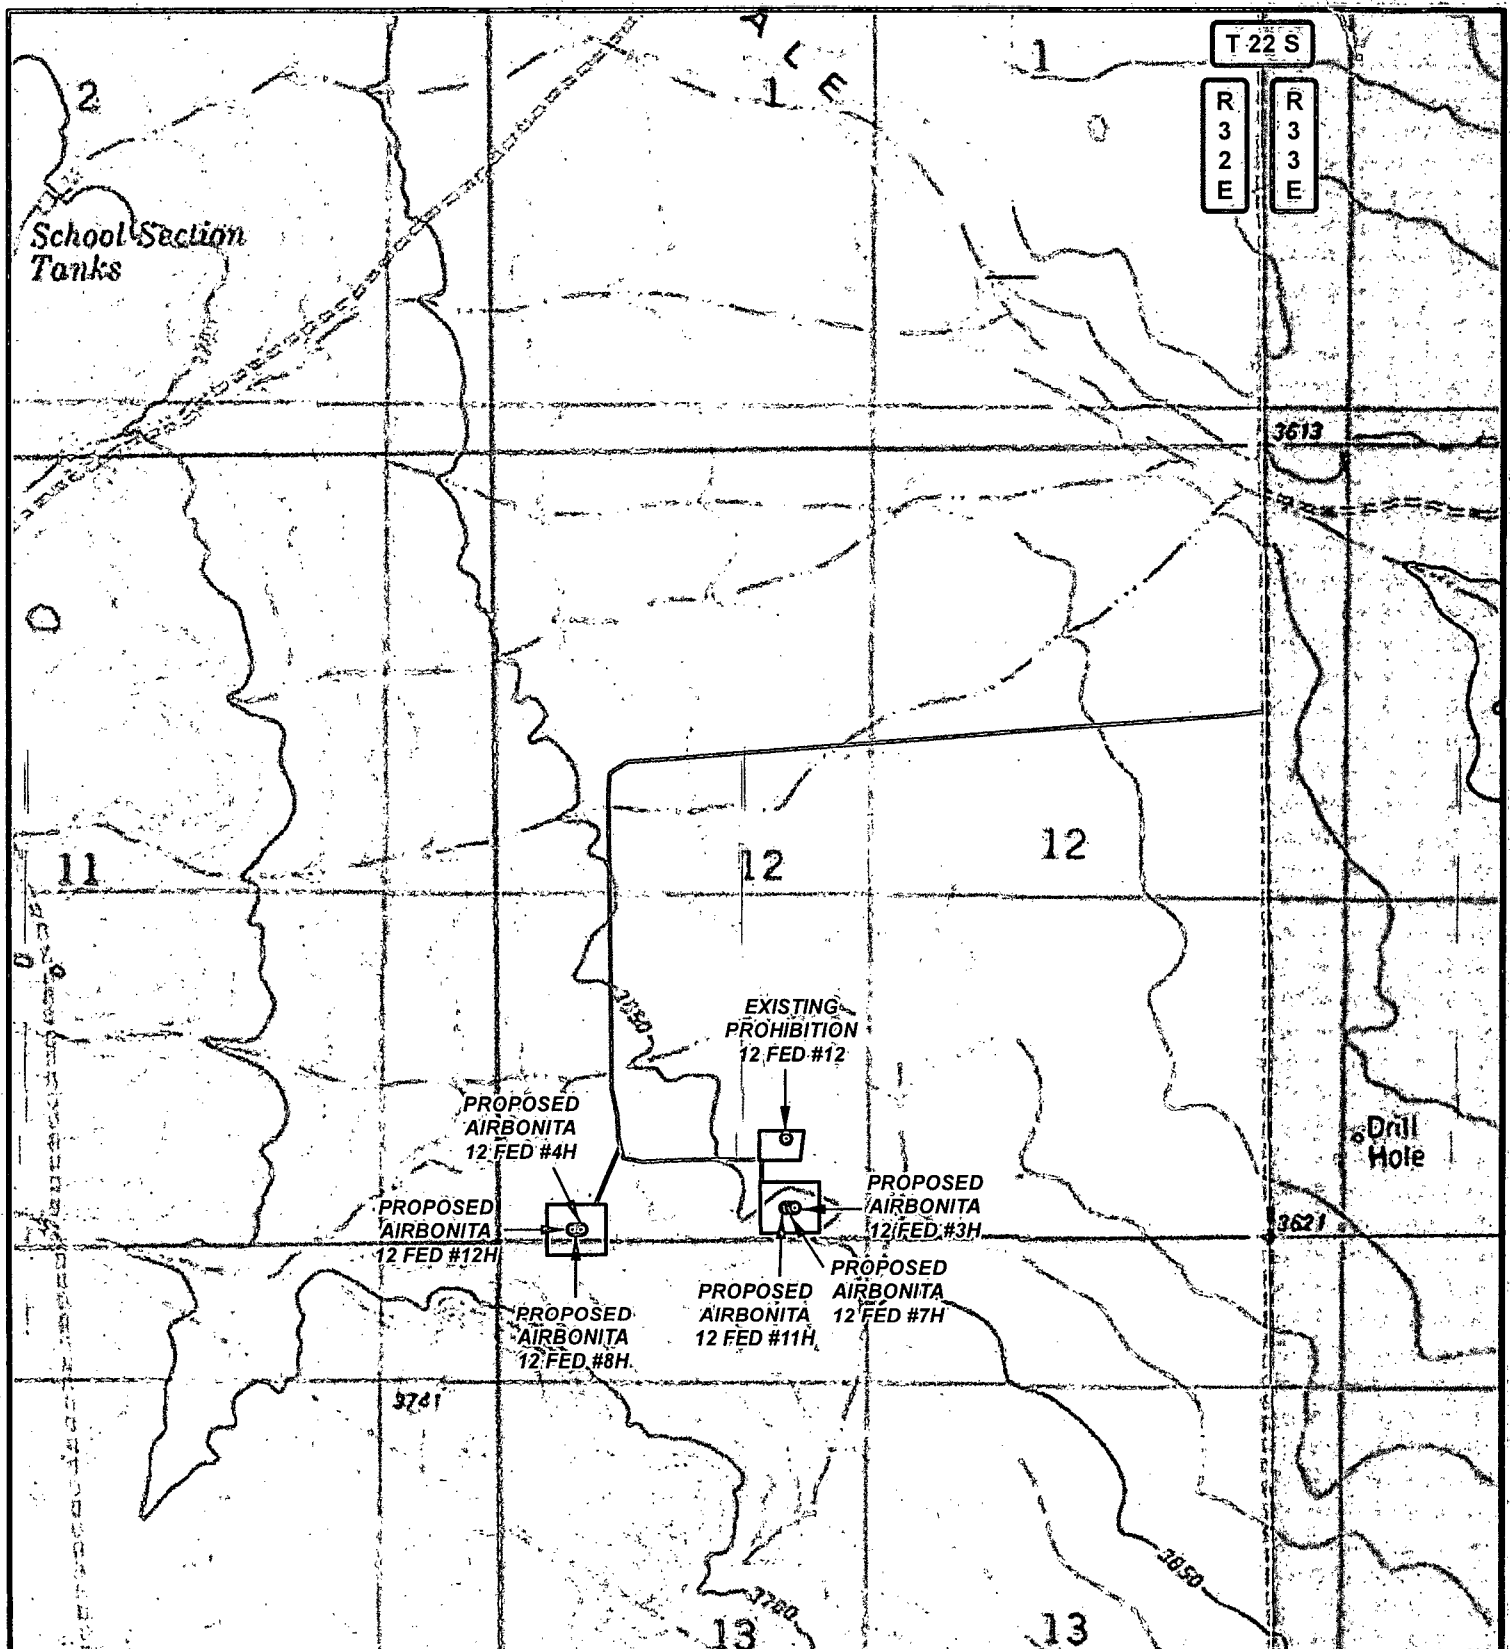 A L E
T 22 S
1
2
1
R
3
2
E
R
3
3
E
School Section
Tanks
3613
11
12
12
3650
EXISTING
PROHIBITION
12 FED #12
PROPOSED
AIRBONITA
12 FED #4H
Drill
Hole
PROPOSED
AIRBONITA
12 FED #12H
PROPOSED
AIRBONITA
12 FED #3H
3621
PROPOSED
AIRBONITA
12 FED #8H
PROPOSED
AIRBONITA
12 FED #11H
PROPOSED
AIRBONITA
12 FED #7H
3741
13
13